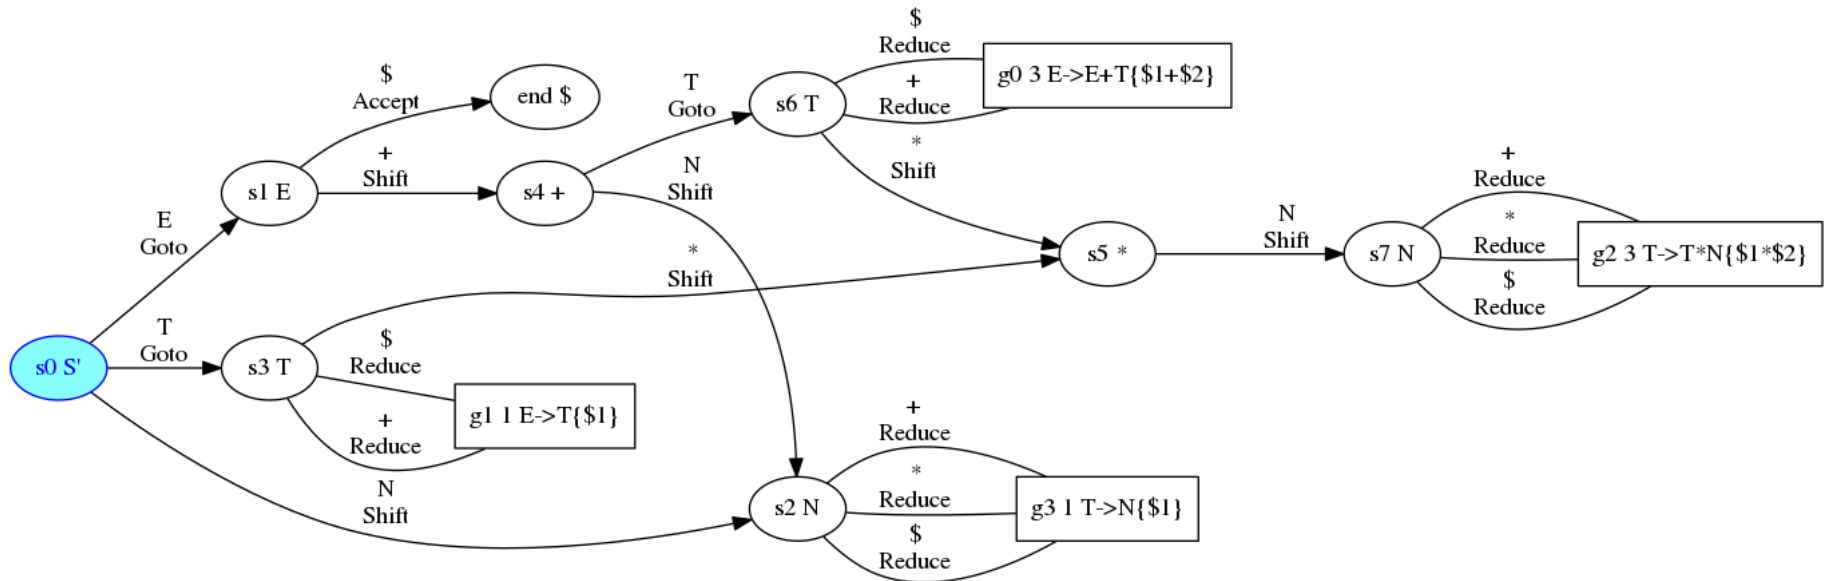 $
Reduce
g0 3 E->E+T{$1+$2}
+
Reduce
s6 T
T
Goto
$
Accept
end $
*
Shift
+
Shift
s1 E
s4 +
N
Shift
+
Reduce
E
Goto
*
Shift
s5 *
N
Shift
s7 N
*
Reduce
g2 3 T->T*N{$1*$2}
$
Reduce
s0 S'
T
Goto
s3 T
$
Reduce
g1 1 E->T{$1}
+
Reduce
N
Shift
+
Reduce
s2 N
*
Reduce
g3 1 T->N{$1}
$
Reduce